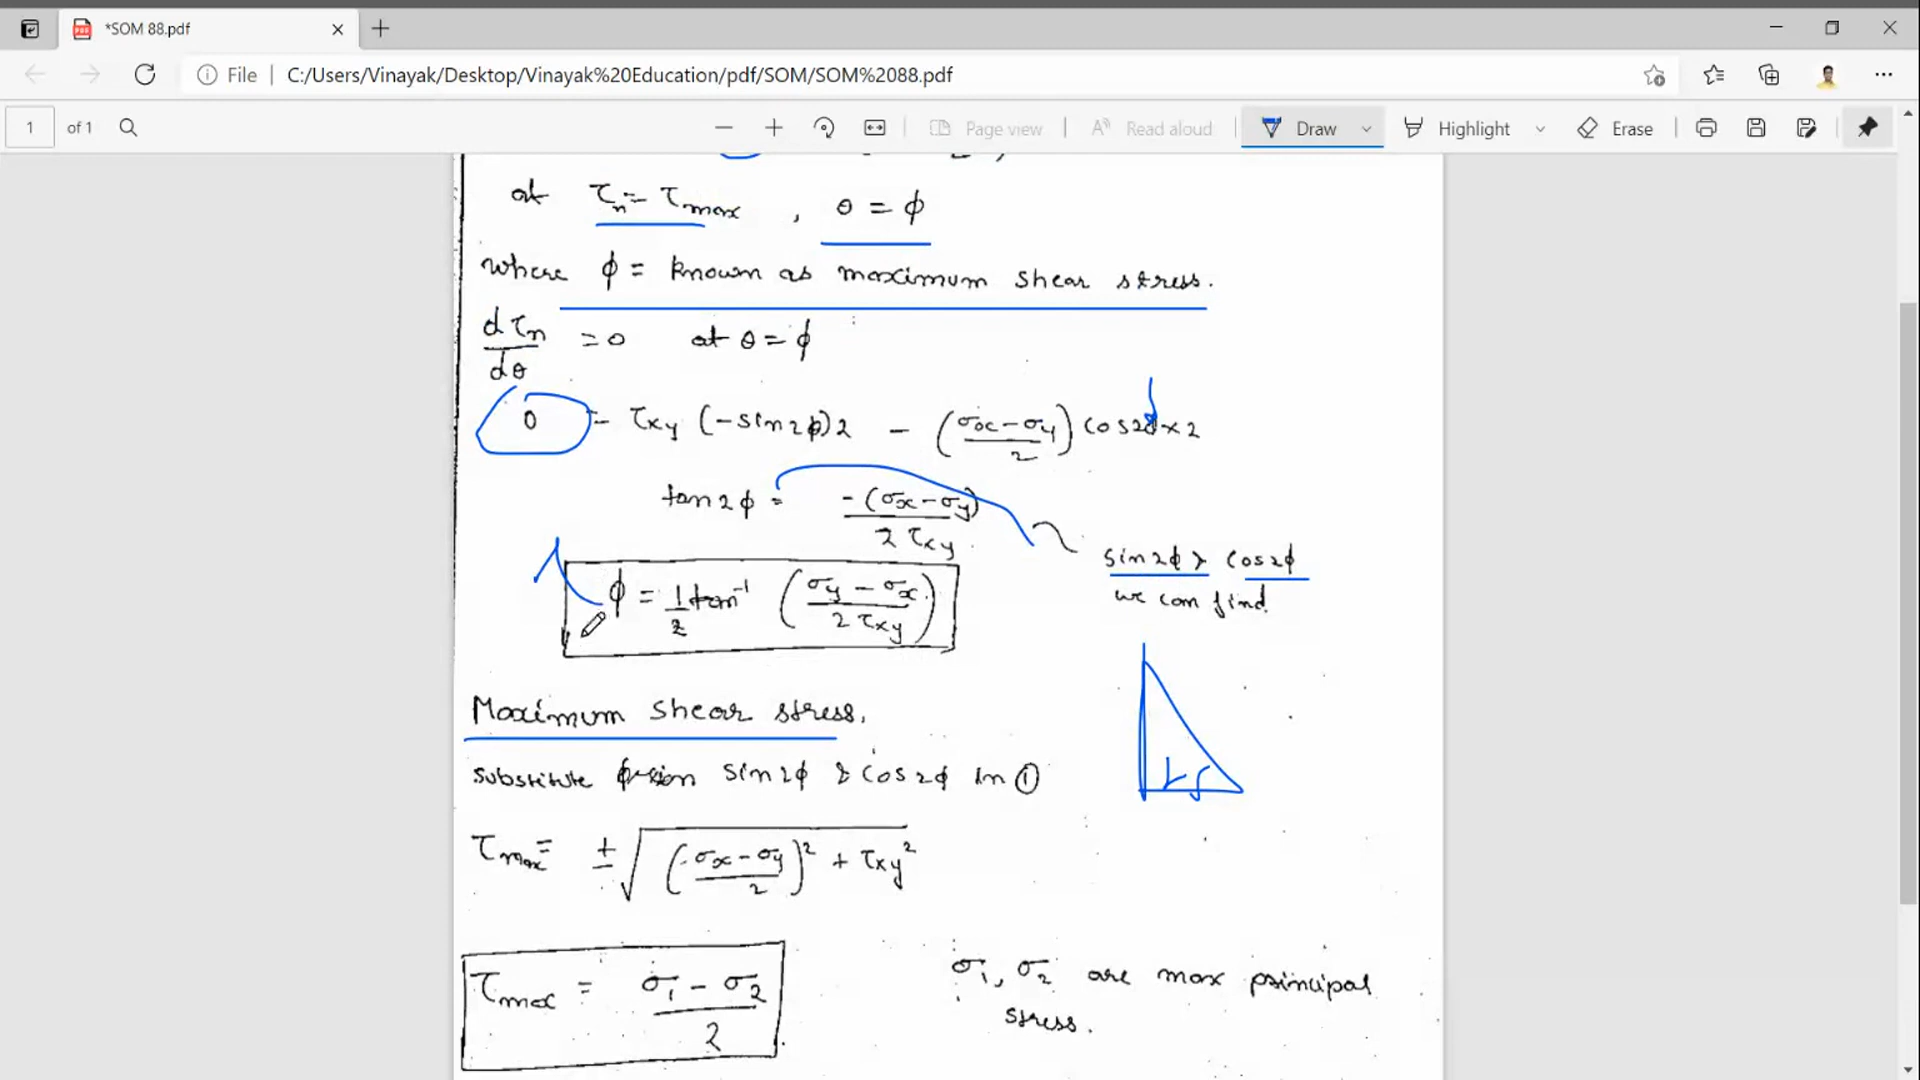 *SOM 88.pdf
File C:/Users/Vinayak/Desktop/Vinayak%20Education/pdf/SOM/SOM%2088.pdf
1 of 1 Page view Read aloud Draw Highlight Erase
at τn = τmax , θ = ϕ
where ϕ = known as maximum shear stress.
dτn/dθ = 0 at θ = ϕ
0 = τxy (-sin2ϕ)2 - ((σx-σy)/2) cos2ϕ×2
tan2ϕ = -(σx-σy)/2τxy
sin2ϕ & cos2ϕ
we can find.
ϕ = 1/2 tan⁻¹ ((σy-σx)/2τxy)
Maximum shear stress.
substitute sin2ϕ & cos2ϕ in ①
τmax = ± √(((σx-σy)/2)² + τxy²)
τmax = (σ1-σ2)/2
σ1, σ2 are max principal
stress.